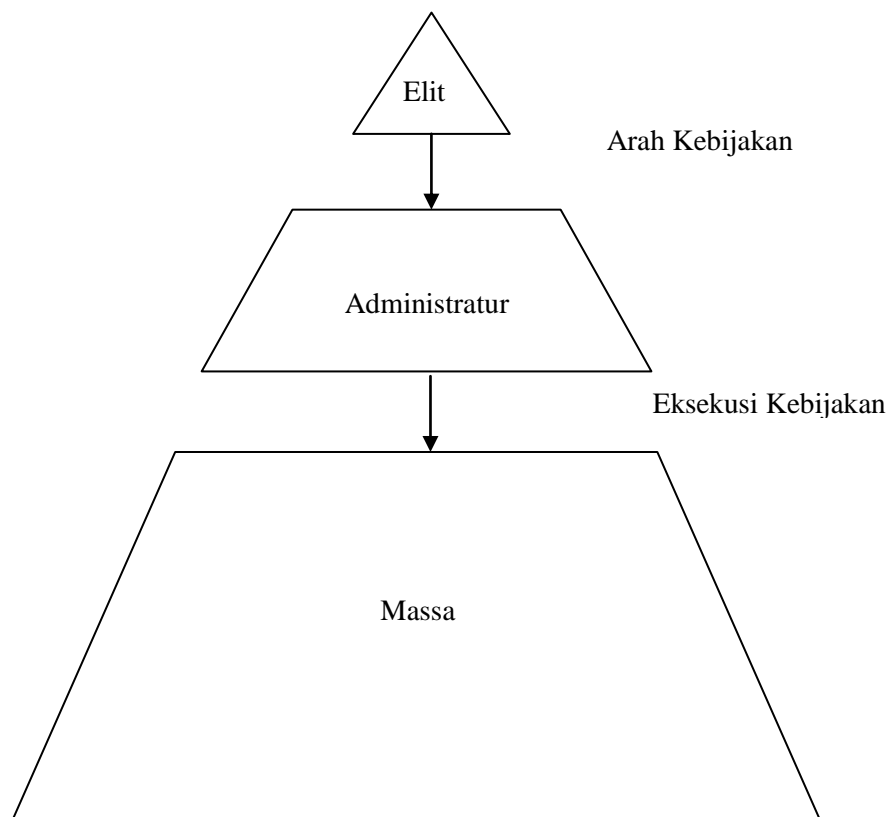 Elit
Arah Kebijakan
Administratur
Eksekusi Kebijakan
Massa